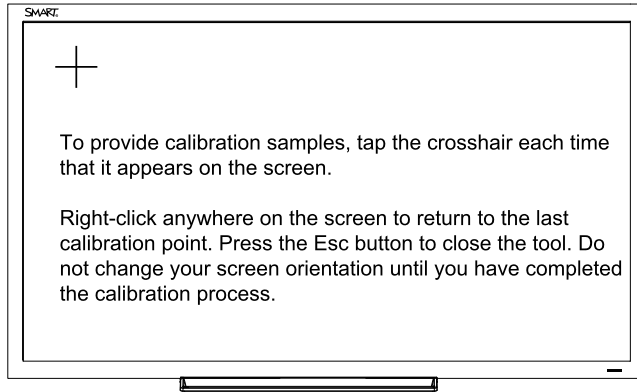 SMART
To provide calibration samples, tap the crosshair each time
that it appears on the screen.
Right-click anywhere on the screen to return to the last
calibration point. Press the Esc button to close the tool. Do
not change your screen orientation until you have completed
the calibration process.